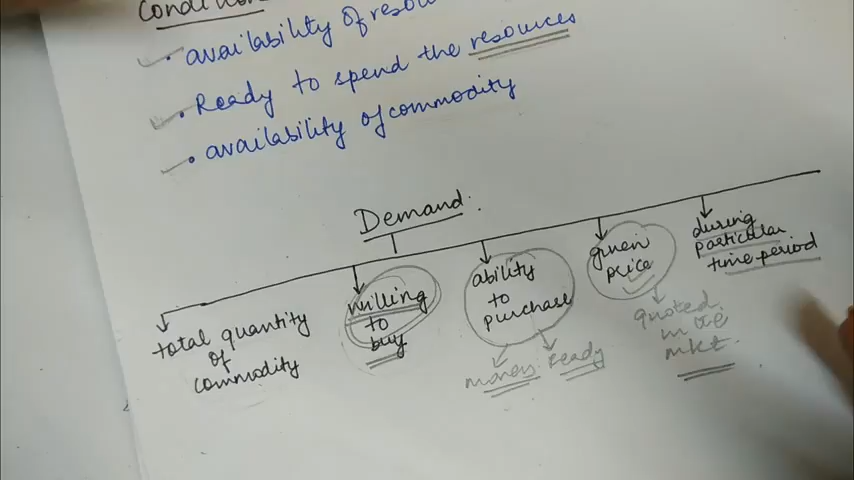 • availability of
• Ready to spend the resources
• availability of commodity
Demand
total quantity
of
commodity
willing
to
buy
ability
to
purchase
given
price
during
particular
time period
money
ready
quoted
in the
mkt